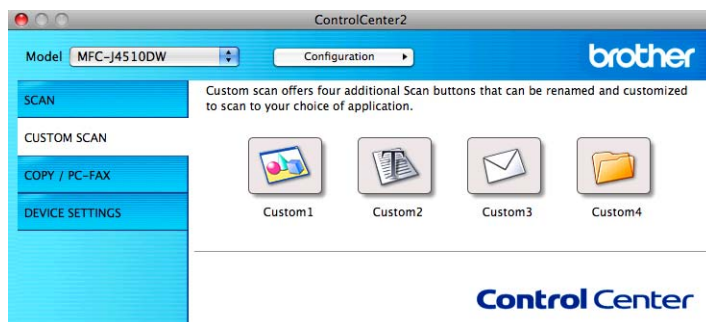 ControlCenter2
Model MFC-J4510DW Configuration brother
SCAN
CUSTOM SCAN
COPY / PC-FAX
DEVICE SETTINGS
Custom scan offers four additional Scan buttons that can be renamed and customized
to scan to your choice of application.
T
Custom1 Custom2 Custom3 Custom4
Control Center